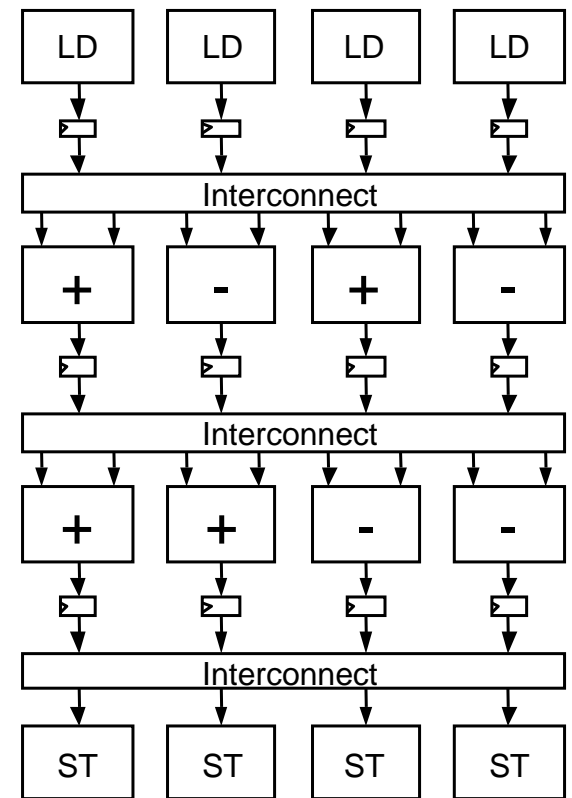 LD LD LD LD
Interconnect
+ - + -
Interconnect
+ + - -
Interconnect
ST ST ST ST